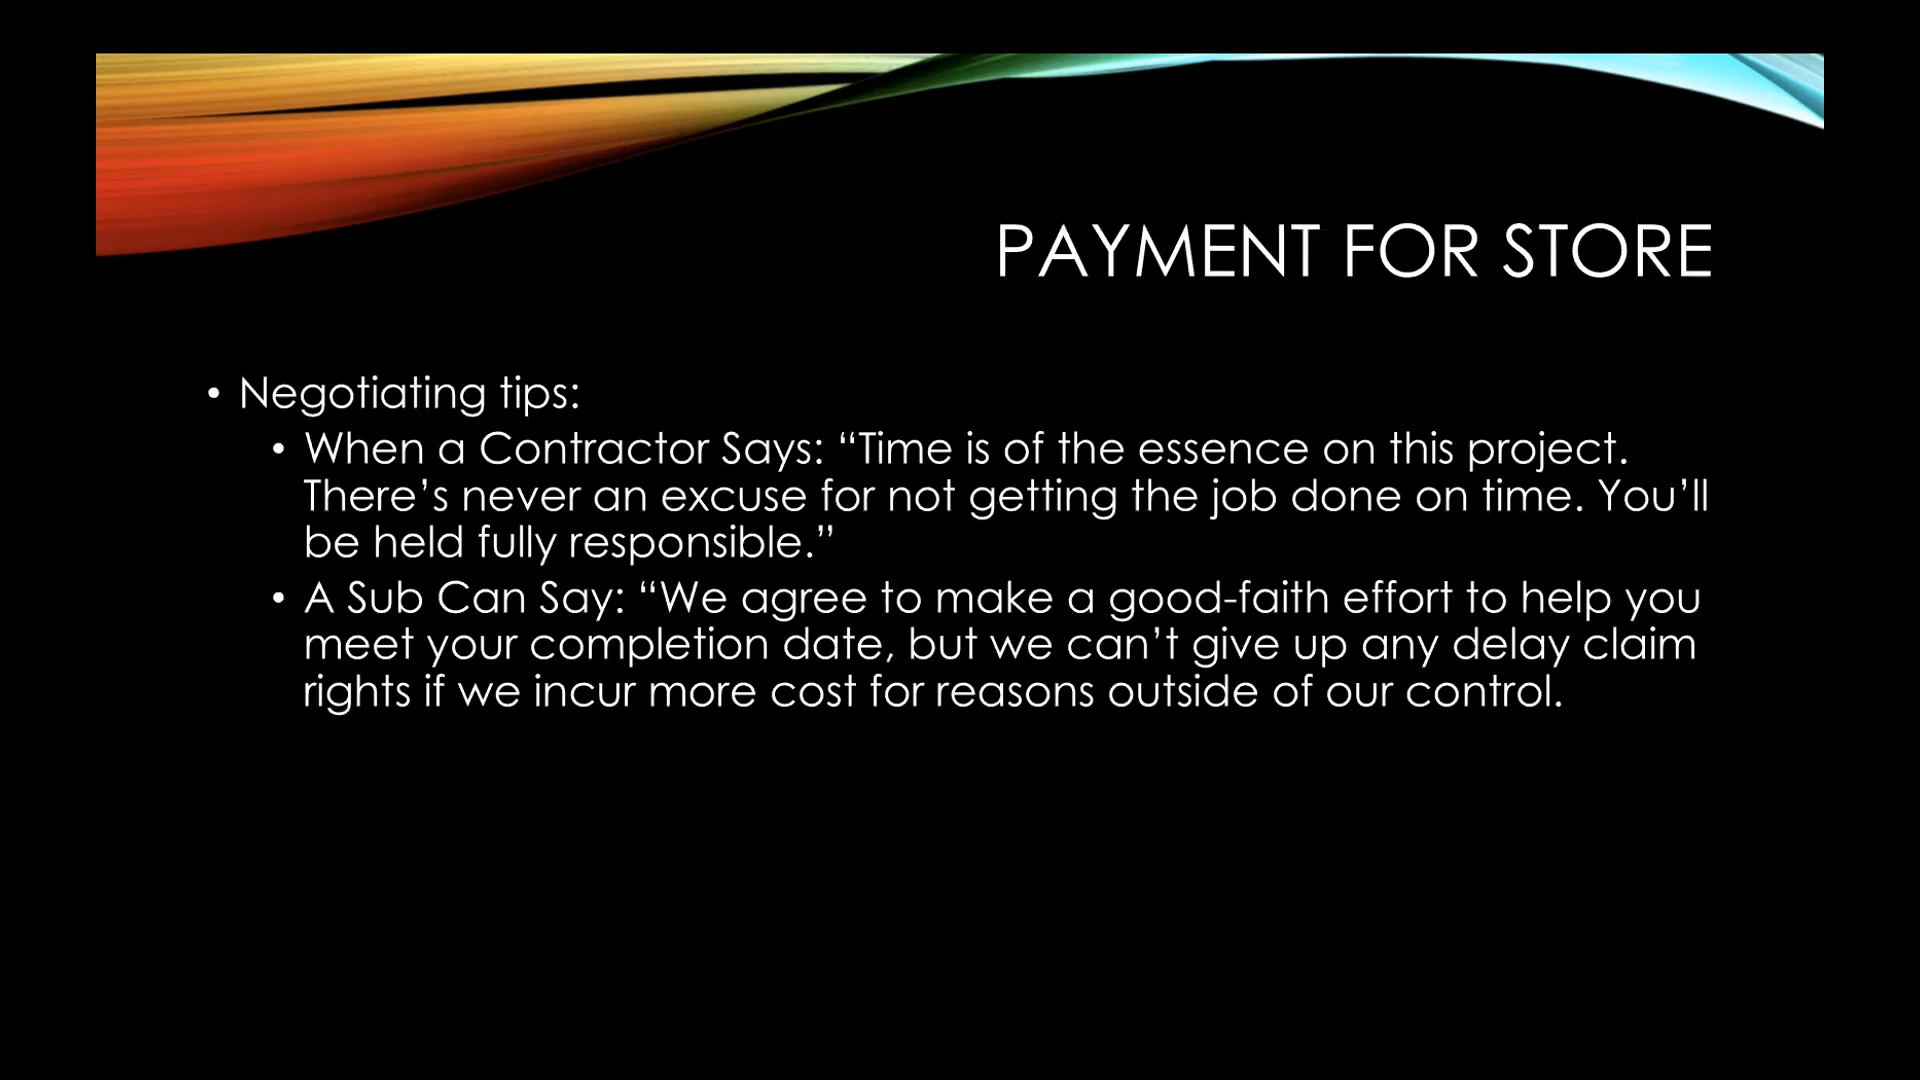 PAYMENT FOR STORE
• Negotiating tips:
• When a Contractor Says: “Time is of the essence on this project.
There’s never an excuse for not getting the job done on time. You’ll
be held fully responsible.”
• A Sub Can Say: “We agree to make a good-faith effort to help you
meet your completion date, but we can’t give up any delay claim
rights if we incur more cost for reasons outside of our control.